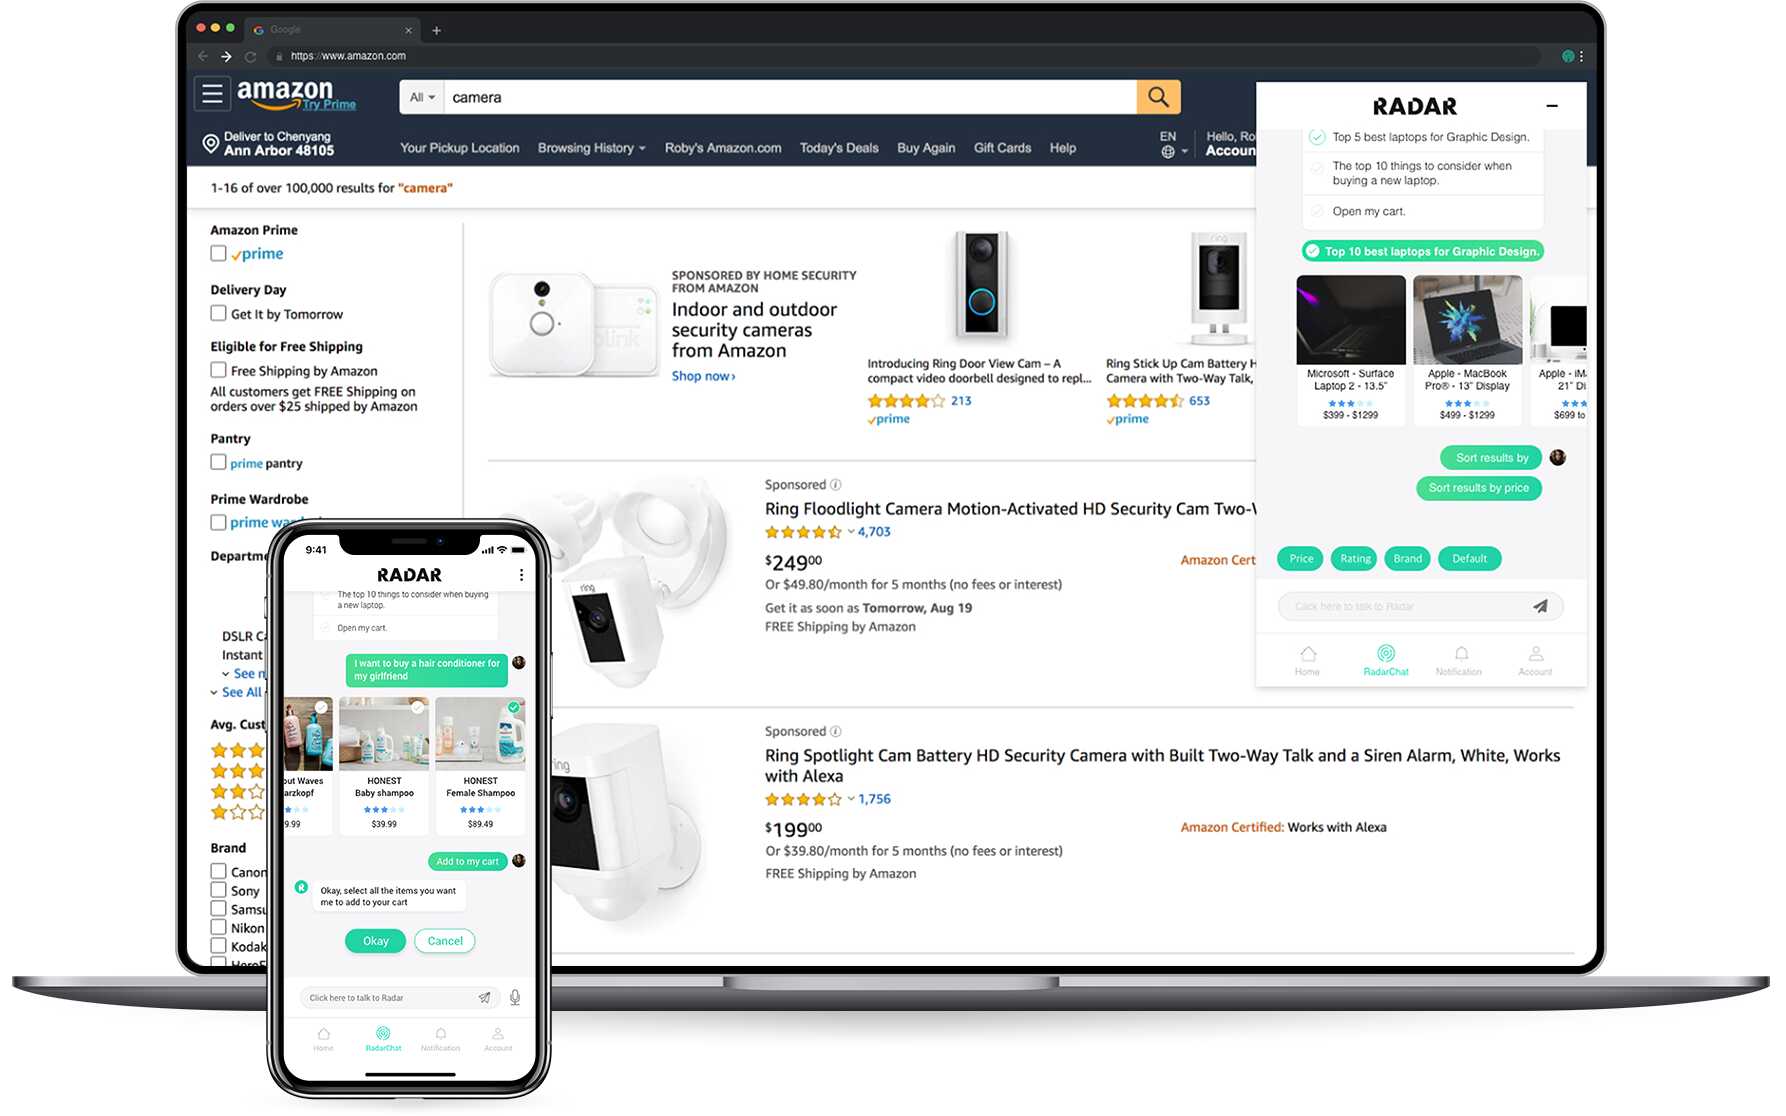 Google
https://www.amazon.com
amazon
Try Prime
All
camera
Deliver to Chenyang
Ann Arbor 48105
Your Pickup Location
Browsing History
Roby's Amazon.com
Today's Deals
Buy Again
Gift Cards
Help
EN
Hello, Ro
Accoun
1-16 of over 100,000 results for "camera"
Amazon Prime
prime
Delivery Day
Get It by Tomorrow
Eligible for Free Shipping
Free Shipping by Amazon
All customers get FREE Shipping on
orders over $25 shipped by Amazon
Pantry
prime pantry
Prime Wardrobe
prime
Departme
DSLR Ca
Instant
See n
See All
Avg. Cust
Brand
Canon
Sony
Samsu
Nikon
Kodak
HeroF
blink
SPONSORED BY HOME SECURITY
FROM AMAZON
Indoor and outdoor
security cameras
from Amazon
Shop now›
Introducing Ring Door View Cam – A
compact video doorbell designed to repl...
213
prime
ring
Ring Stick Up Cam Battery H
Camera with Two-Way Talk,
653
prime
Sponsored
Ring Floodlight Camera Motion-Activated HD Security Cam Two-
4,703
$24900
Or $49.80/month for 5 months (no fees or interest)
Get it as soon as Tomorrow, Aug 19
FREE Shipping by Amazon
Amazon Cert
ring
Sponsored
Ring Spotlight Cam Battery HD Security Camera with Built Two-Way Talk and a Siren Alarm, White, Works
with Alexa
1,756
$19900
Or $39.80/month for 5 months (no fees or interest)
FREE Shipping by Amazon
Amazon Certified: Works with Alexa
ring
RADAR
Top 5 best laptops for Graphic Design.
The top 10 things to consider when
buying a new laptop.
Open my cart.
Top 10 best laptops for Graphic Design.
Microsoft - Surface
Laptop 2 - 13.5"
$399 - $1299
Apple - MacBook
Pro® - 13" Display
$499 - $1299
Apple - iM
21" Di
$699 to
Sort results by
Sort results by price
Price
Rating
Brand
Default
Click here to talk to Radar
Home
RadarChat
Notification
Account
9:41
RADAR
The top 10 things to consider when buying
a new laptop.
Open my cart.
I want to buy a hair conditioner for
my girlfriend
out Waves
arzkopf
9.99
HONEST
Baby shampoo
$39.99
HONEST
Female Shampoo
$89.49
Add to my cart
R
Okay, select all the items you want
me to add to your cart
Okay
Cancel
Click here to talk to Radar
Home
RadarChat
Notification
Account